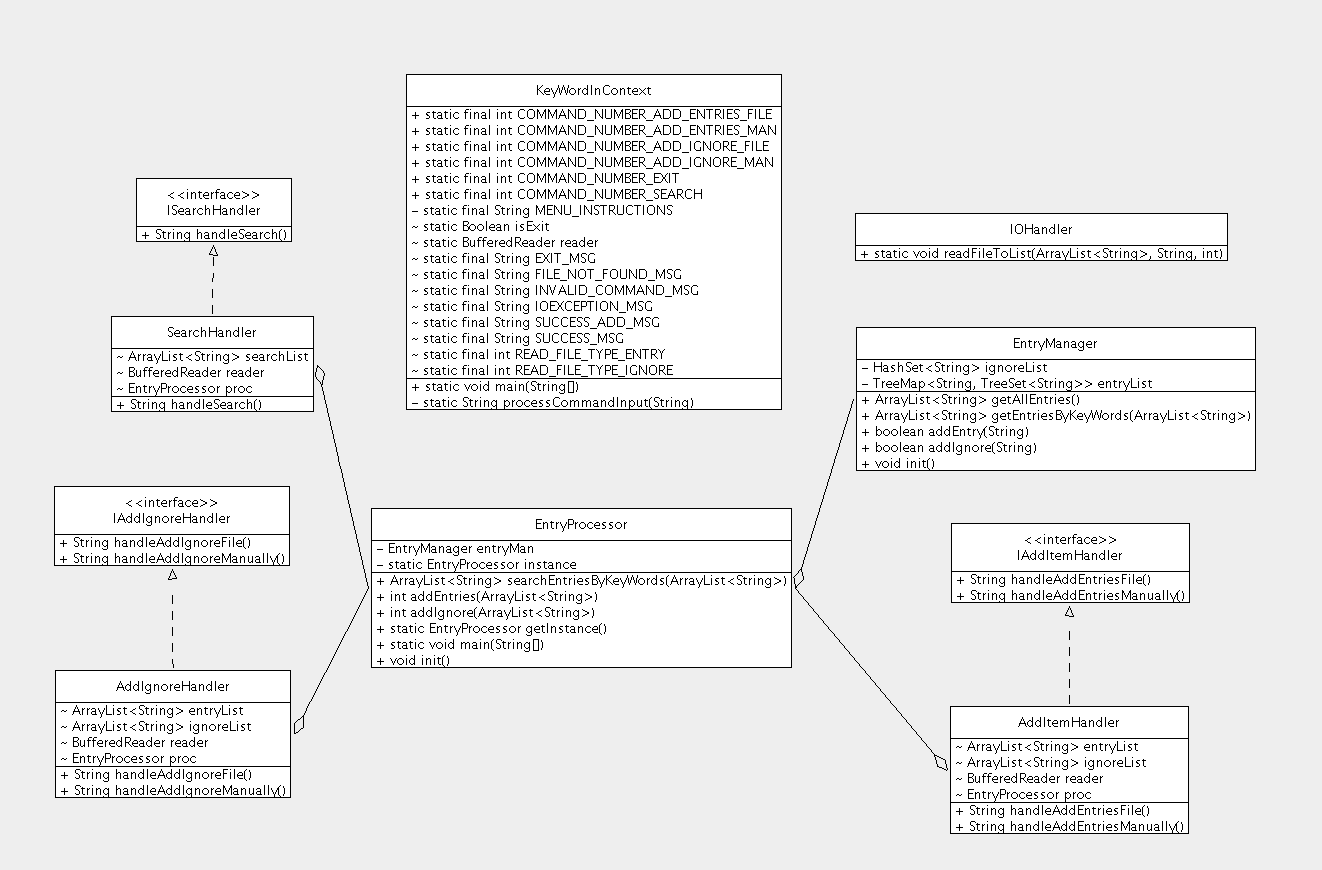 KeyWordInContext
+ static final int COMMAND_NUMBER_ADD_ENTRIES_FILE
+ static final int COMMAND_NUMBER_ADD_ENTRIES_MAN
+ static final int COMMAND_NUMBER_ADD_IGNORE_FILE
+ static final int COMMAND_NUMBER_ADD_IGNORE_MAN
+ static final int COMMAND_NUMBER_EXIT
+ static final int COMMAND_NUMBER_SEARCH
- static final String MENU_INSTRUCTIONS
~ static Boolean isExit
~ static BufferedReader reader
~ static final String EXIT_MSG
~ static final String FILE_NOT_FOUND_MSG
~ static final String INVALID_COMMAND_MSG
~ static final String IOEXCEPTION_MSG
~ static final String SUCCESS_ADD_MSG
~ static final String SUCCESS_MSG
~ static final int READ_FILE_TYPE_ENTRY
~ static final int READ_FILE_TYPE_IGNORE
+ static void main(String[])
- static String processCommandInput(String)
<<interface>>
ISearchHandler
+ String handleSearch()
IOHandler
+ static void readFileToList(ArrayList<String>, String, int)
SearchHandler
~ ArrayList<String> searchList
~ BufferedReader reader
~ EntryProcessor proc
+ String handleSearch()
EntryManager
- HashSet<String> ignoreList
- TreeMap<String, TreeSet<String>> entryList
+ ArrayList<String> getAllEntries()
+ ArrayList<String> getEntriesByKeyWords(ArrayList<String>)
+ boolean addEntry(String)
+ boolean addIgnore(String)
+ void init()
<<interface>>
IAddIgnoreHandler
+ String handleAddIgnoreFile()
+ String handleAddIgnoreManually()
EntryProcessor
- EntryManager entryMan
- static EntryProcessor instance
+ ArrayList<String> searchEntriesByKeyWords(ArrayList<String>)
+ int addEntries(ArrayList<String>)
+ int addIgnore(ArrayList<String>)
+ static EntryProcessor getInstance()
+ static void main(String[])
+ void init()
<<interface>>
IAddItemHandler
+ String handleAddEntriesFile()
+ String handleAddEntriesManually()
AddIgnoreHandler
~ ArrayList<String> entryList
~ ArrayList<String> ignoreList
~ BufferedReader reader
~ EntryProcessor proc
+ String handleAddIgnoreFile()
+ String handleAddIgnoreManually()
AddItemHandler
~ ArrayList<String> entryList
~ ArrayList<String> ignoreList
~ BufferedReader reader
~ EntryProcessor proc
+ String handleAddEntriesFile()
+ String handleAddEntriesManually()